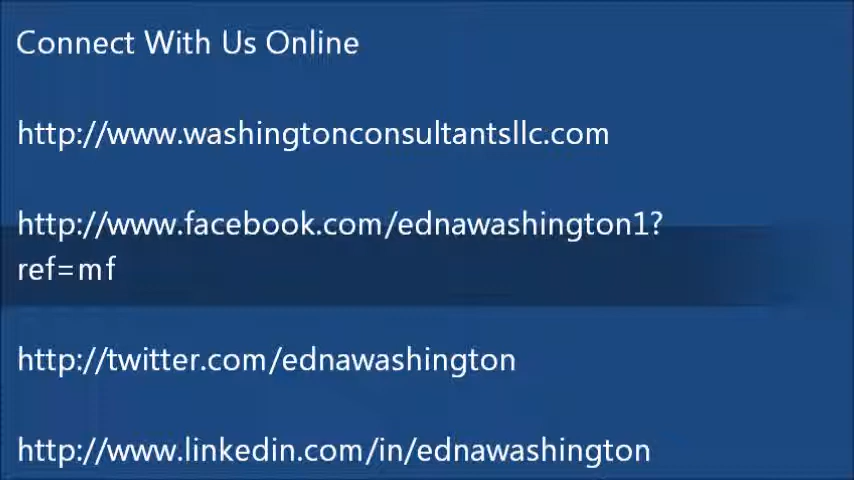 Connect With Us Online
http://www.washingtonconsultantsllc.com
http://www.facebook.com/ednawashington1?
ref=mf
http://twitter.com/ednawashington
http://www.linkedin.com/in/ednawashington